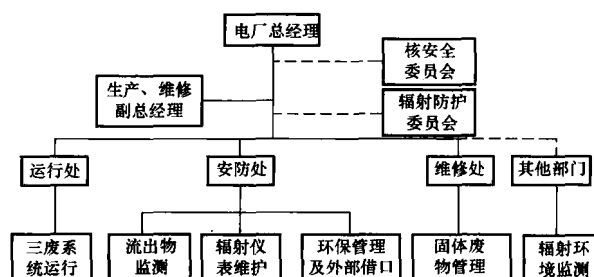 电厂总经理
核安全
委员会
生产、维修
副总经理
辐射防护
委员会
运行处
安防处
维修处
其他部门
三废系
统运行
流出物
监测
辐射仪
表维护
环保管理
及外部借口
固体废
物管理
辐射环
境监测